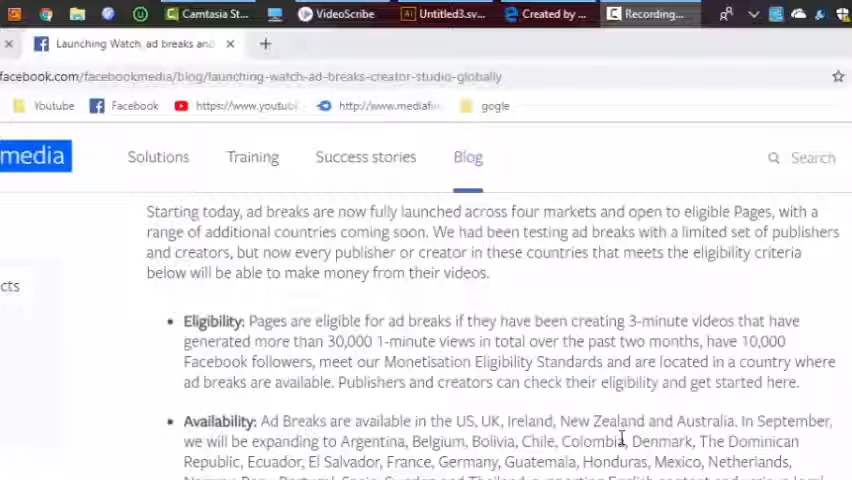 Camtasia St...
VideoScribe
Untitled3.sv...
Created by ...
Recording...
Launching Watch, ad breaks and
facebook.com/facebookmedia/blog/launching-watch-ad-breaks-creator-studio-globally
Youtube
Facebook
https://www.youtub
http://www.mediafi
gogle
media
Solutions
Training
Success stories
Blog
Search
Starting today, ad breaks are now fully launched across four markets and open to eligible Pages, with a
range of additional countries coming soon. We had been testing ad breaks with a limited set of publishers
and creators, but now every publisher or creator in these countries that meets the eligibility criteria
below will be able to make money from their videos.
cts
• Eligibility: Pages are eligible for ad breaks if they have been creating 3-minute videos that have
generated more than 30,000 1-minute views in total over the past two months, have 10,000
Facebook followers, meet our Monetisation Eligibility Standards and are located in a country where
ad breaks are available. Publishers and creators can check their eligibility and get started here.
• Availability: Ad Breaks are available in the US, UK, Ireland, New Zealand and Australia. In September,
we will be expanding to Argentina, Belgium, Bolivia, Chile, Colombia, Denmark, The Dominican
Republic, Ecuador, El Salvador, France, Germany, Guatemala, Honduras, Mexico, Netherlands,